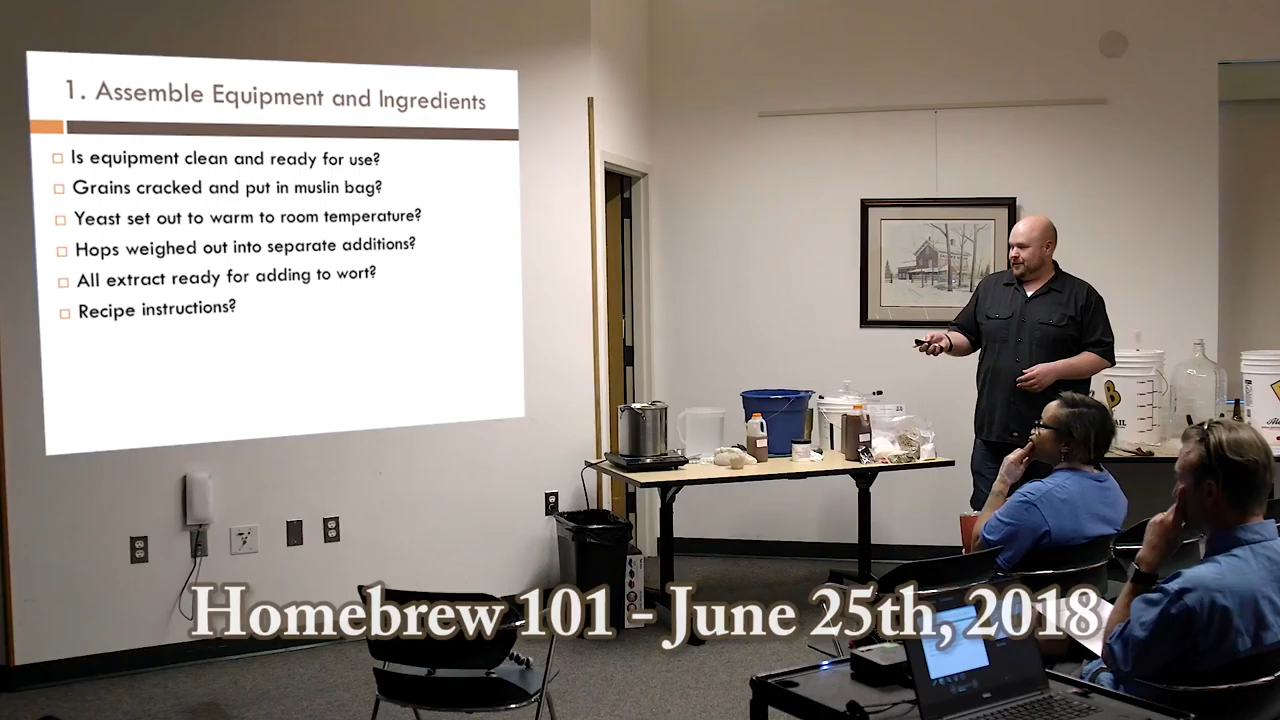 1. Assemble Equipment and Ingredients
Is equipment clean and ready for use?
Grains cracked and put in muslin bag?
Yeast set out to warm to room temperature?
Hops weighed out into separate additions?
All extract ready for adding to wort?
Recipe instructions?
Homebrew 101 - June 25th, 2018